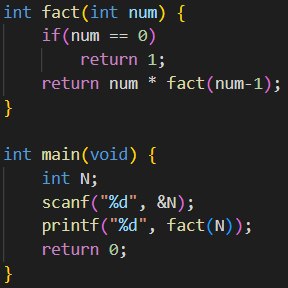 int fact(int num) {
    if(num == 0)
        return 1;
    return num * fact(num-1);
}

int main(void) {
    int N;
    scanf("%d", &N);
    printf("%d", fact(N));
    return 0;
}